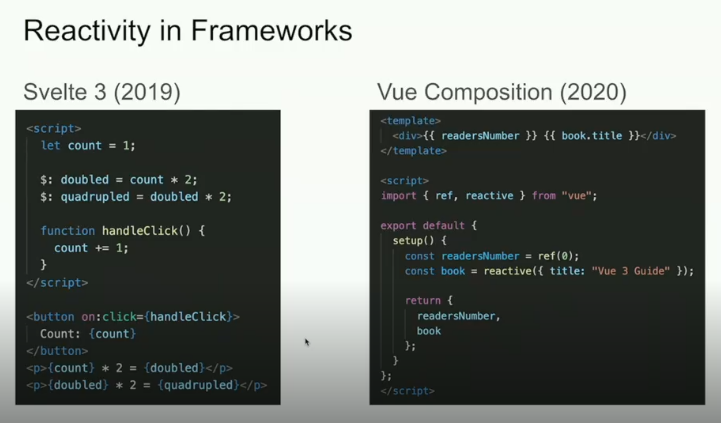 Reactivity in Frameworks
Svelte 3 (2019)
<script>
let count = 1;
$: doubled = count * 2;
$: quadrupled = doubled * 2;
function handleClick() {
count += 1;
}
</script>
<button on:click={handleClick}>
Count: {count}
</button>
<p>{count} * 2 = {doubled}</p>
<p>{doubled} * 2 = {quadrupled}</p>
Vue Composition (2020)
<template>
<div>{{ readersNumber }} {{ book.title }}</div>
</template>
<script>
import { ref, reactive } from "vue";
export default {
setup() {
const readersNumber = ref(0);
const book = reactive({ title: "Vue 3 Guide" });
return {
readersNumber,
book
};
}
};
</script>